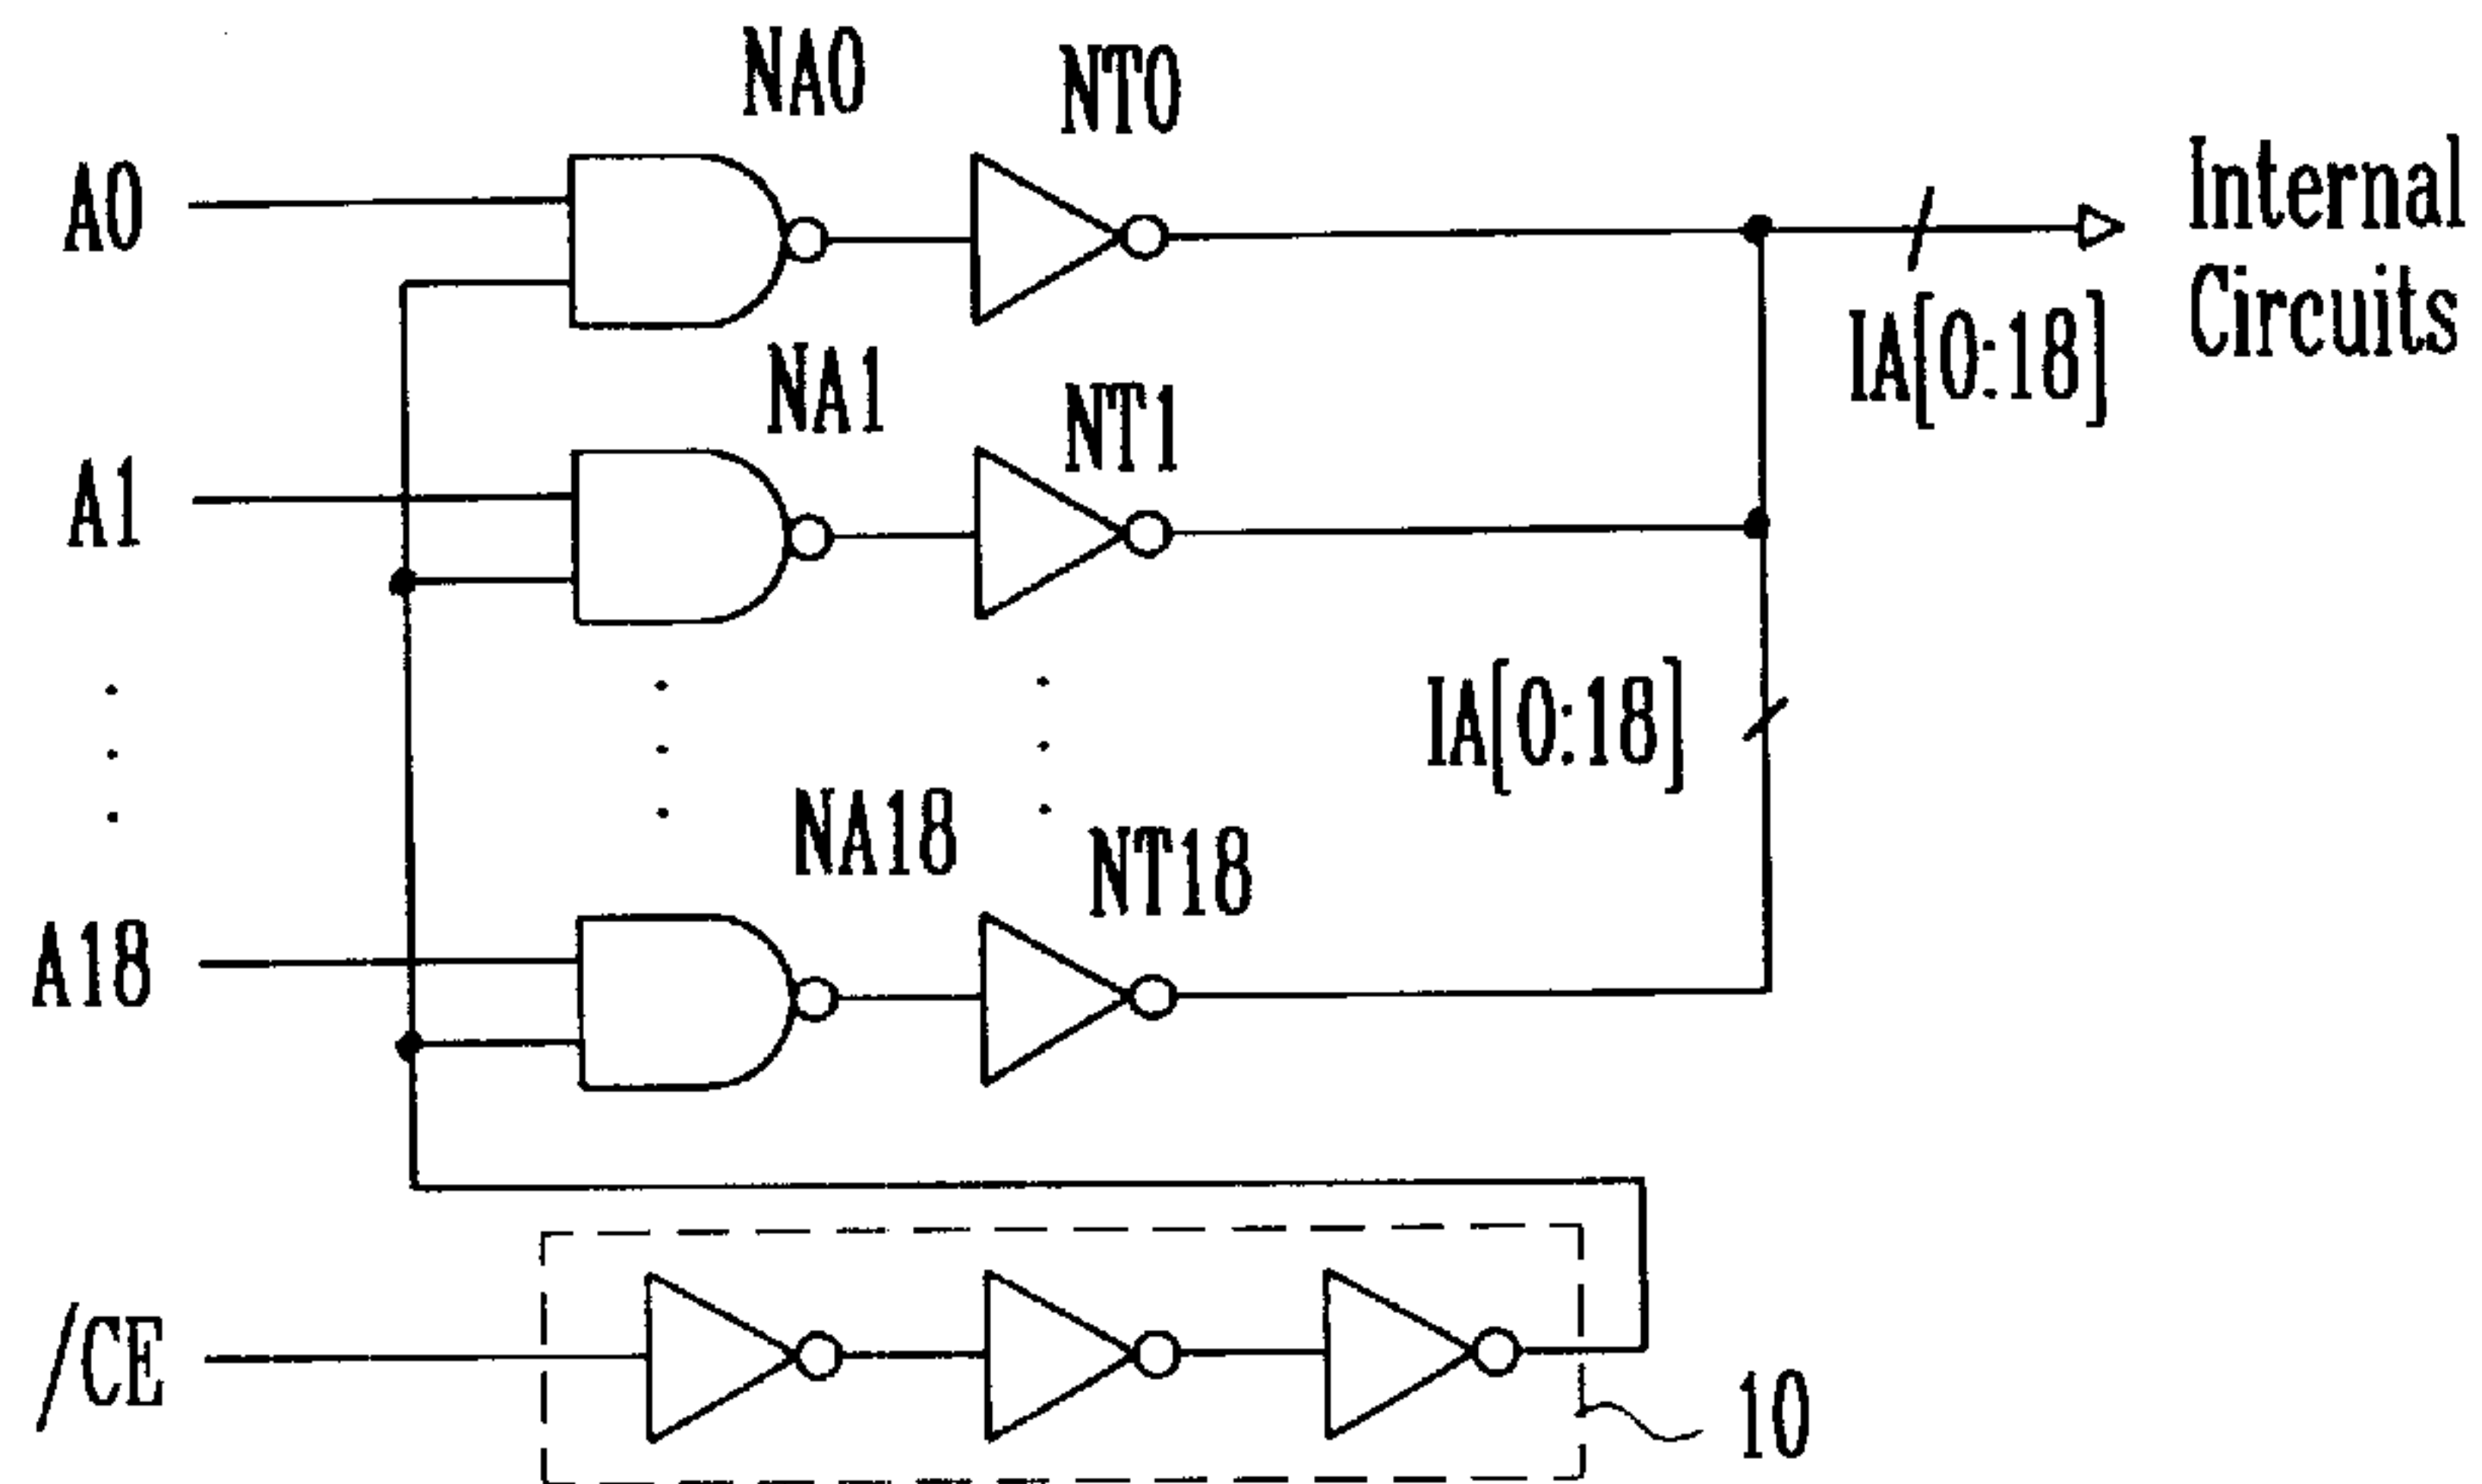 NA0
NT0
A0
Internal
Circuits
IA[0:18]
NA1
NT1
A1
IA[0:18]
NA18
NT18
A18
/CE
10